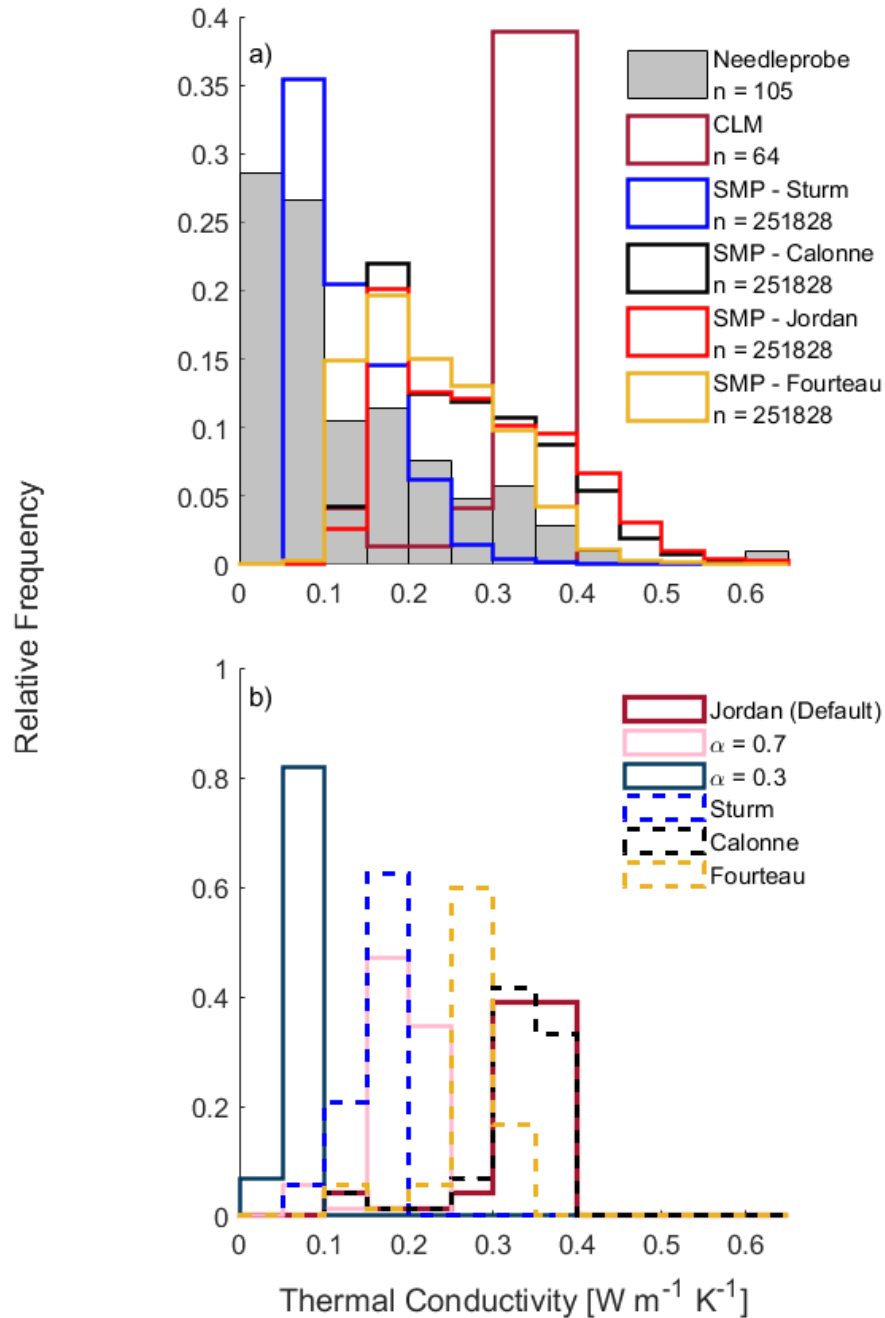 a)
0.4
0.35
0.3
0.25
0.2
0.15
0.1
0.05
0
0 0.1 0.2 0.3 0.4 0.5 0.6
Needleprobe
n = 105
CLM
n = 64
SMP - Sturm
n = 251828
SMP - Calonne
n = 251828
SMP - Jordan
n = 251828
SMP - Fourteau
n = 251828
Relative Frequency
b)
1
0.8
0.6
0.4
0.2
0
0 0.1 0.2 0.3 0.4 0.5 0.6
Jordan (Default)
α = 0.7
α = 0.3
Sturm
Calonne
Fourteau
Thermal Conductivity [W m⁻¹ K⁻¹]